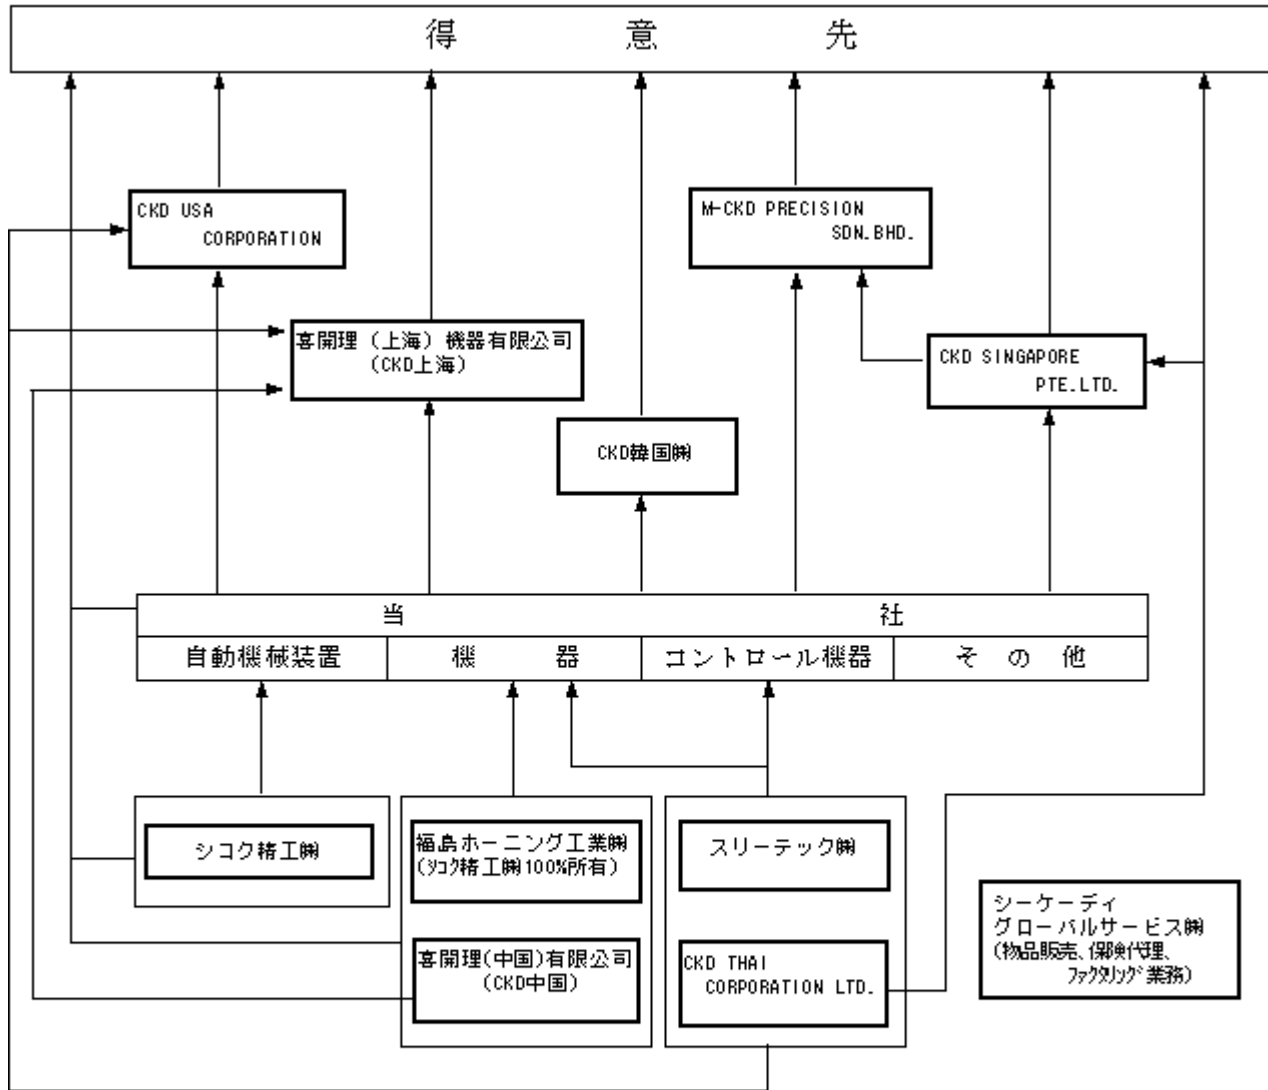 得意先
CKD USA
CORPORATION
M-CKD PRECISION
SDN.BHD.
喜開理（上海）機器有限公司
(CKD上海)
CKD SINGAPORE
PTE.LTD.
CKD韓国㈱
当社
自動機械装置
機器
コントロール機器
その他
シコク精工㈱
福島ホーニング工業㈱
(ｼｺｸ精工㈱100%所有)
スリーテック㈱
喜開理(中国)有限公司
(CKD中国)
CKD THAI
CORPORATION LTD.
シーケーディ
グローバルサービス㈱
(物品販売、保険代理、
ﾌｧｸﾀﾘﾝｸﾞ業務)